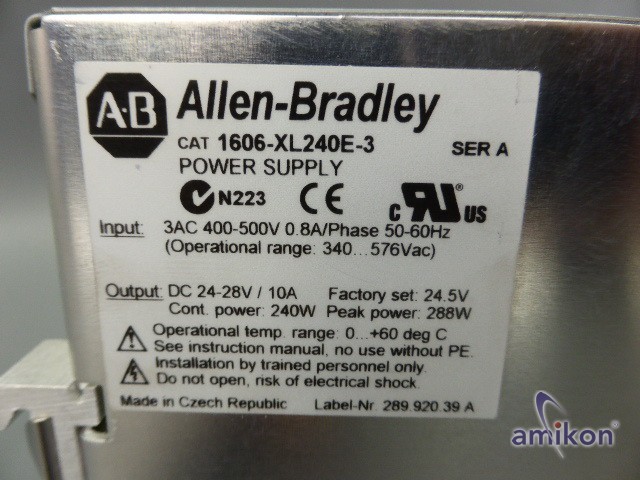 A-B Allen-Bradley
CAT 1606-XL240E-3 SER A
POWER SUPPLY
N223 CE c RU US
Input: 3AC 400-500V 0.8A/Phase 50-60Hz
(Operational range: 340...576Vac)
Output: DC 24-28V / 10A Factory set: 24.5V
Cont. power: 240W Peak power: 288W
Operational temp. range: 0...+60 deg C
See instruction manual, no use without PE.
Installation by trained personnel only.
Do not open, risk of electrical shock.
Made in Czech Republic Label-Nr. 289.920.39 A
amikon